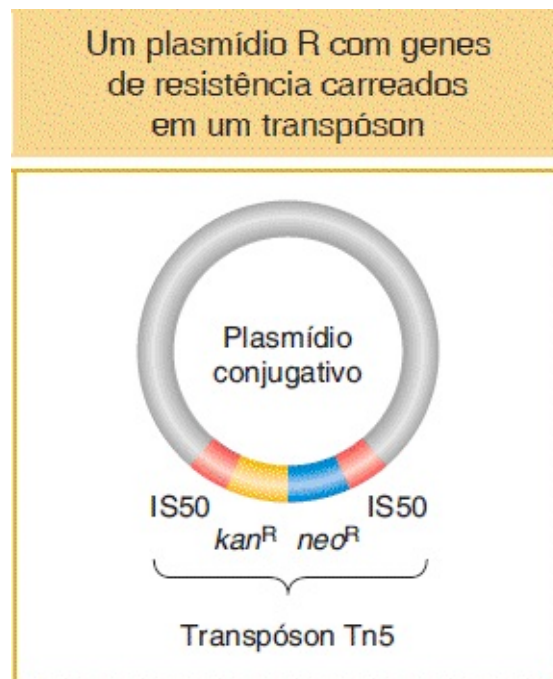 Um plasmídio R com genes
de resistência carreados
em um transpóson
Plasmídio
conjugativo
IS50 IS50
kanᴿ neoᴿ
Transpóson Tn5